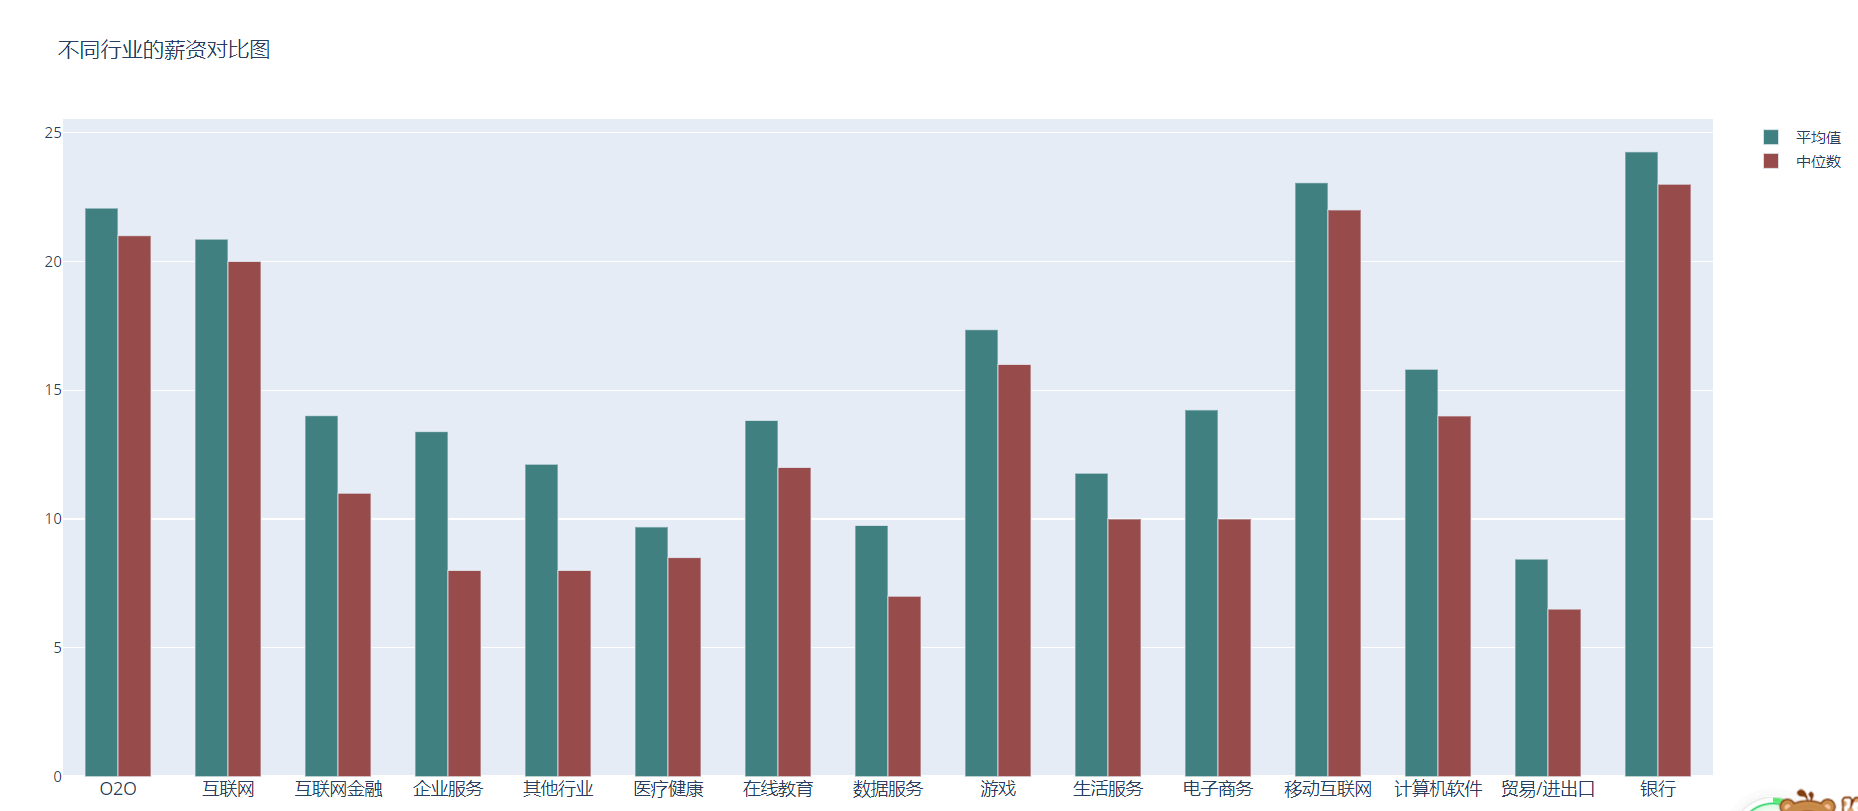 不同行业的薪资对比图
平均值
中位数
25
20
15
10
5
0
O2O 互联网 互联网金融 企业服务 其他行业 医疗健康 在线教育 数据服务 游戏 生活服务 电子商务 移动互联网 计算机软件 贸易/进出口 银行